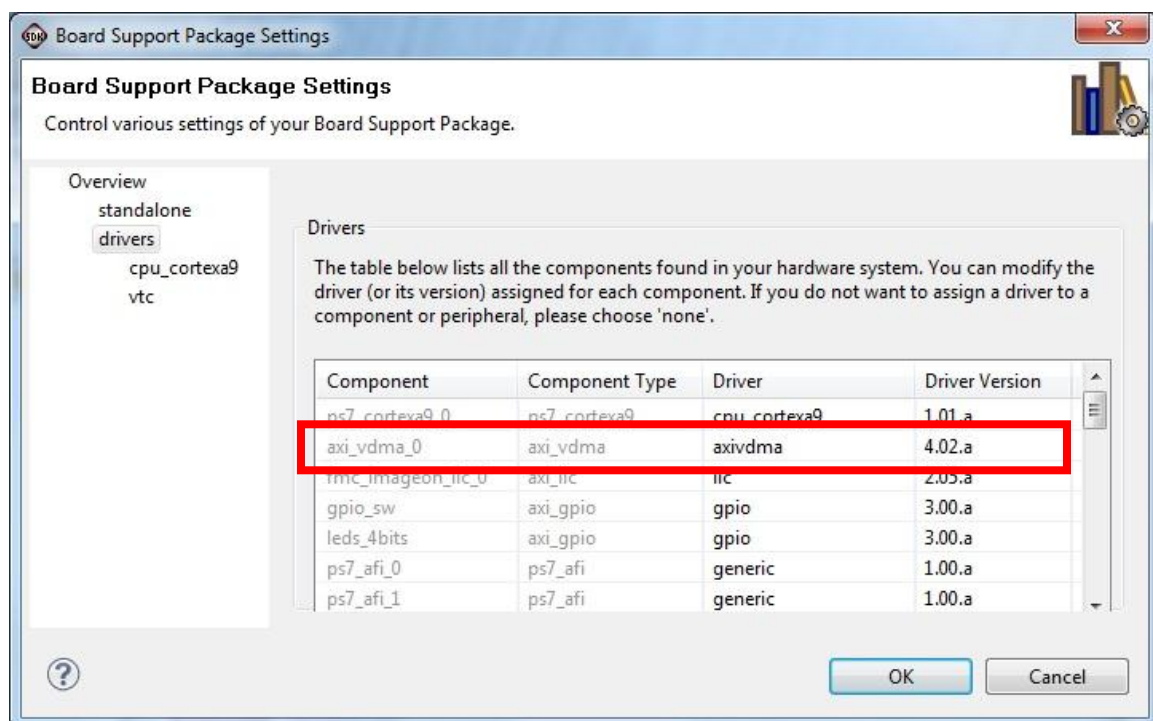 SDK Board Support Package Settings
Board Support Package Settings
Control various settings of your Board Support Package.
Overview
standalone
drivers
cpu_cortexa9
vtc
Drivers
The table below lists all the components found in your hardware system. You can modify the
driver (or its version) assigned for each component. If you do not want to assign a driver to a
component or peripheral, please choose 'none'.
Component Component Type Driver Driver Version
ps7_cortexa9_0 ps7_cortexa9 cpu_cortexa9 1.01.a
axi_vdma_0 axi_vdma axivdma 4.02.a
fmc_imageon_iic_0 axi_iic iic 2.05.a
gpio_sw axi_gpio gpio 3.00.a
leds_4bits axi_gpio gpio 3.00.a
ps7_afi_0 ps7_afi generic 1.00.a
ps7_afi_1 ps7_afi generic 1.00.a
? OK Cancel